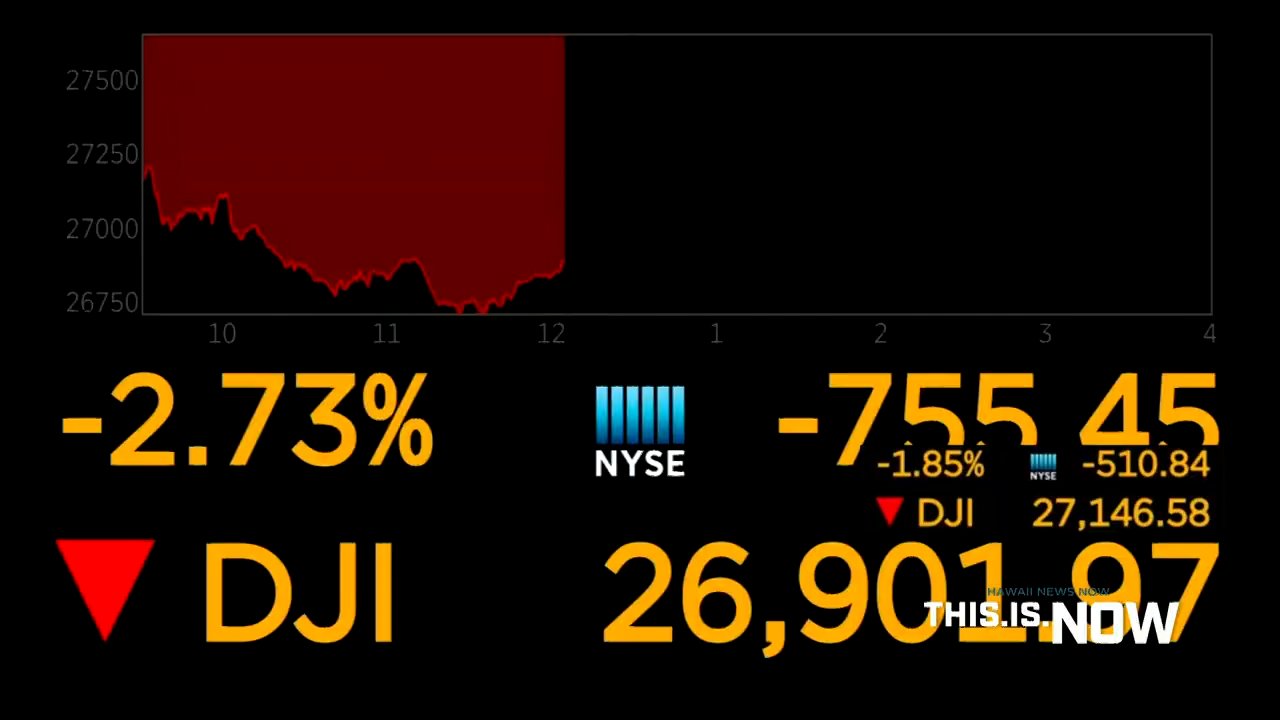 27500
27250
27000
26750
10 11 12 1 2 3 4
-2.73% NYSE -755.45
-1.85% NYSE -510.84
DJI 27,146.58
DJI 26,901.97
HAWAII NEWS NOW
THIS.IS.NOW